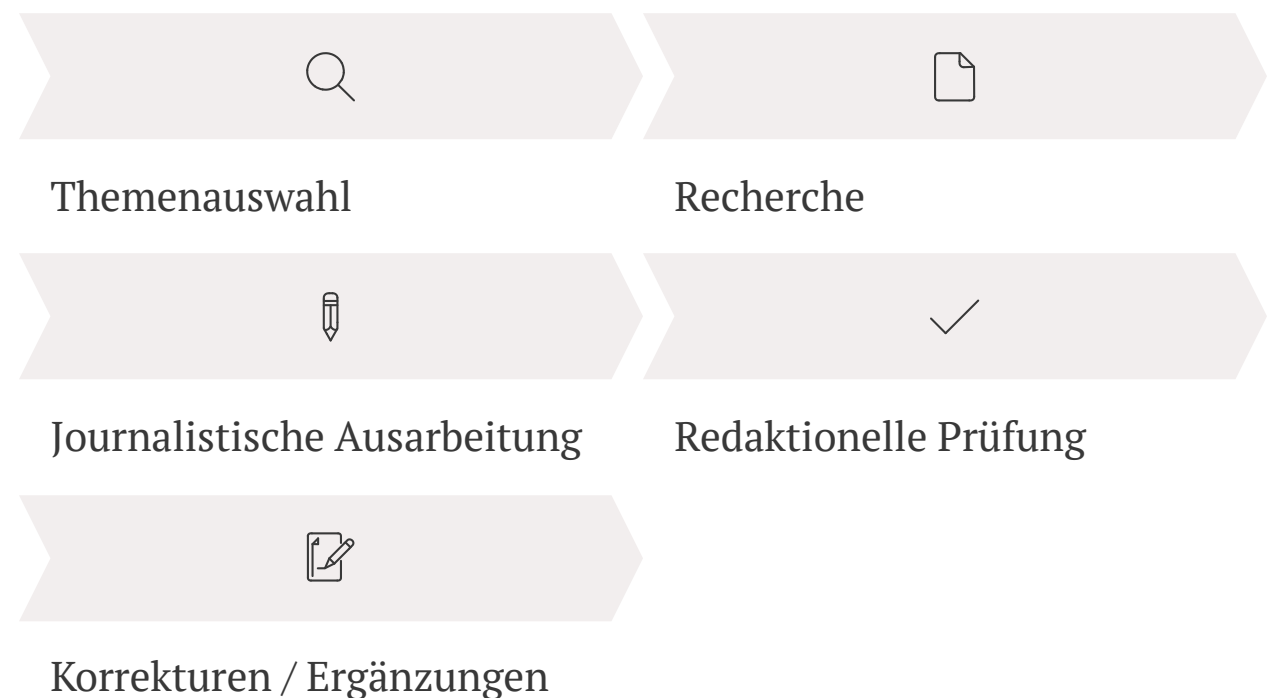 Themenauswahl
Recherche
Journalistische Ausarbeitung
Redaktionelle Prüfung
Korrekturen / Ergänzungen